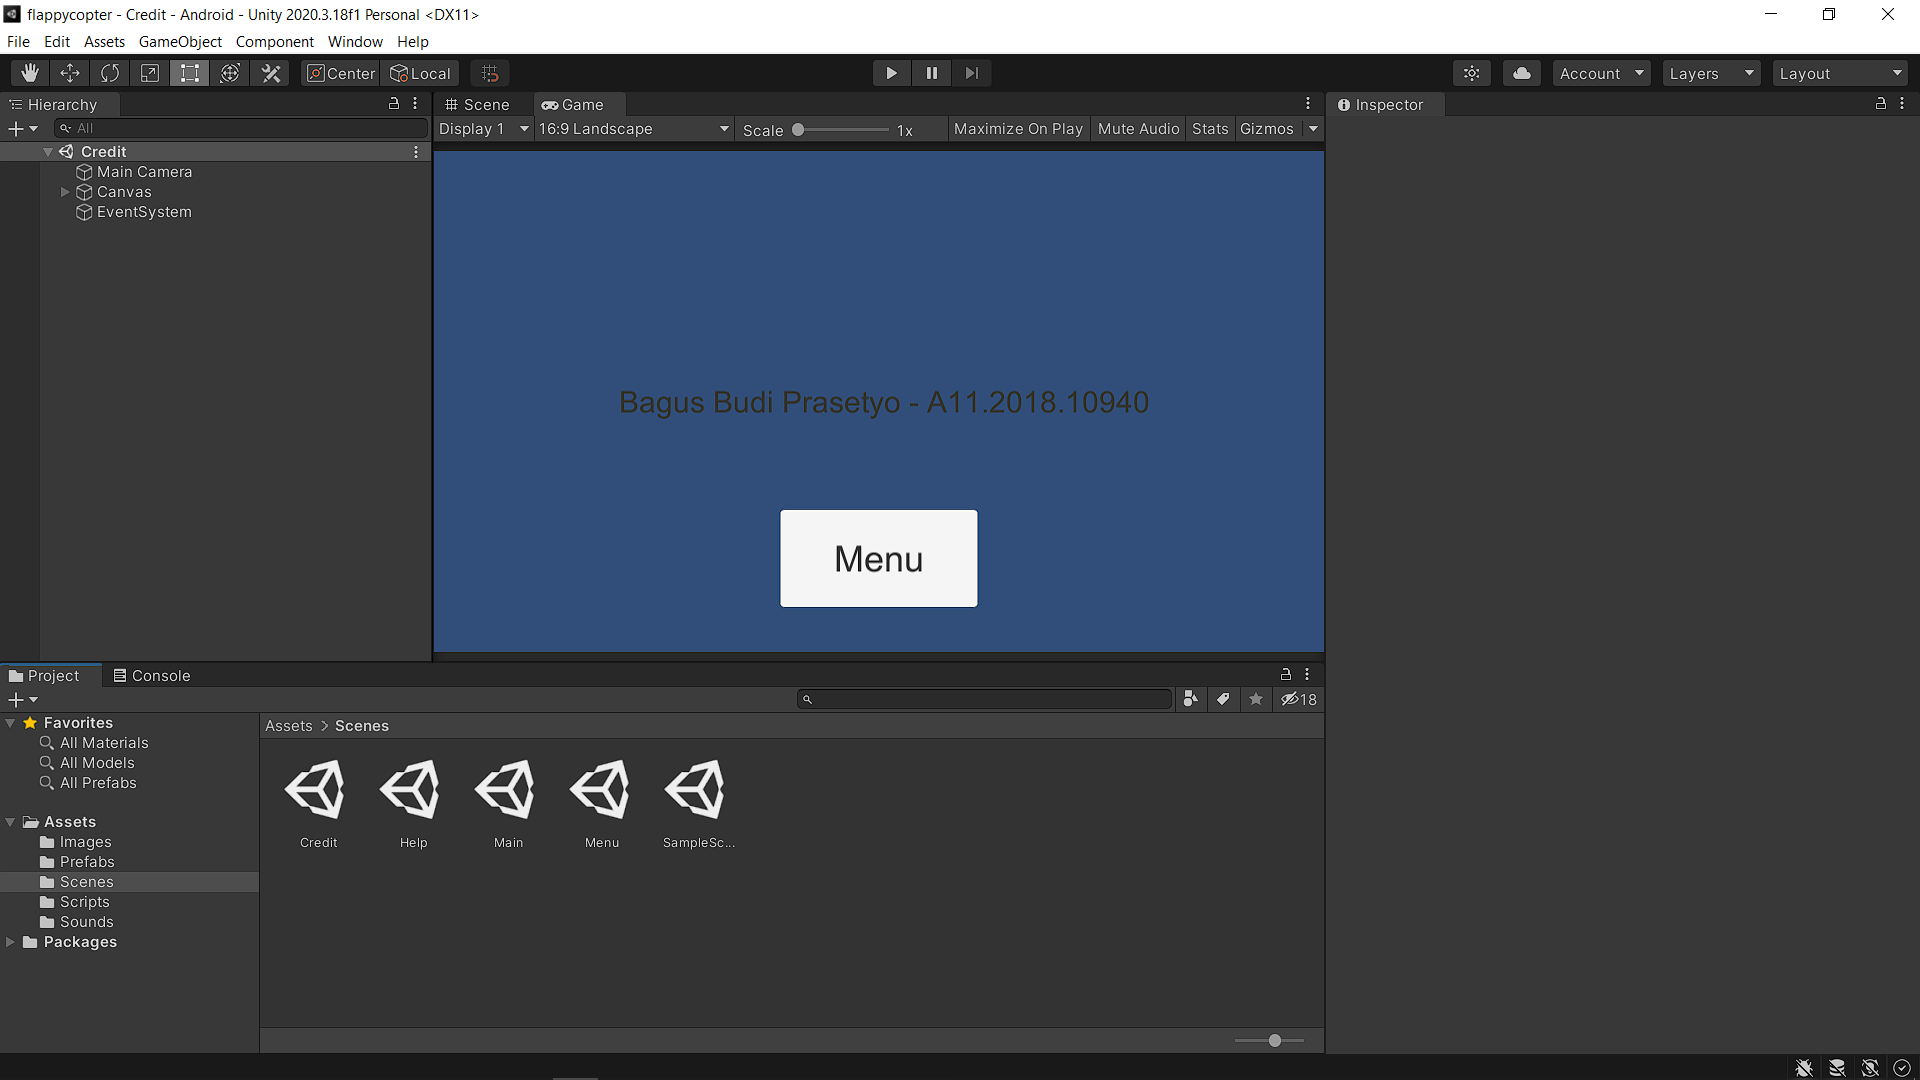 flappycopter - Credit - Android - Unity 2020.3.18f1 Personal <DX11>
File Edit Assets GameObject Component Window Help
Center Local Account Layers Layout
Hierarchy Scene Game Inspector
All Display 1 16:9 Landscape Scale 1x Maximize On Play Mute Audio Stats Gizmos
Credit
Main Camera
Canvas
EventSystem
Bagus Budi Prasetyo - A11.2018.10940
Menu
Project Console
18
Favorites
All Materials
All Models
All Prefabs
Assets
Images
Prefabs
Scenes
Scripts
Sounds
Packages
Assets > Scenes
Credit Help Main Menu SampleSc...